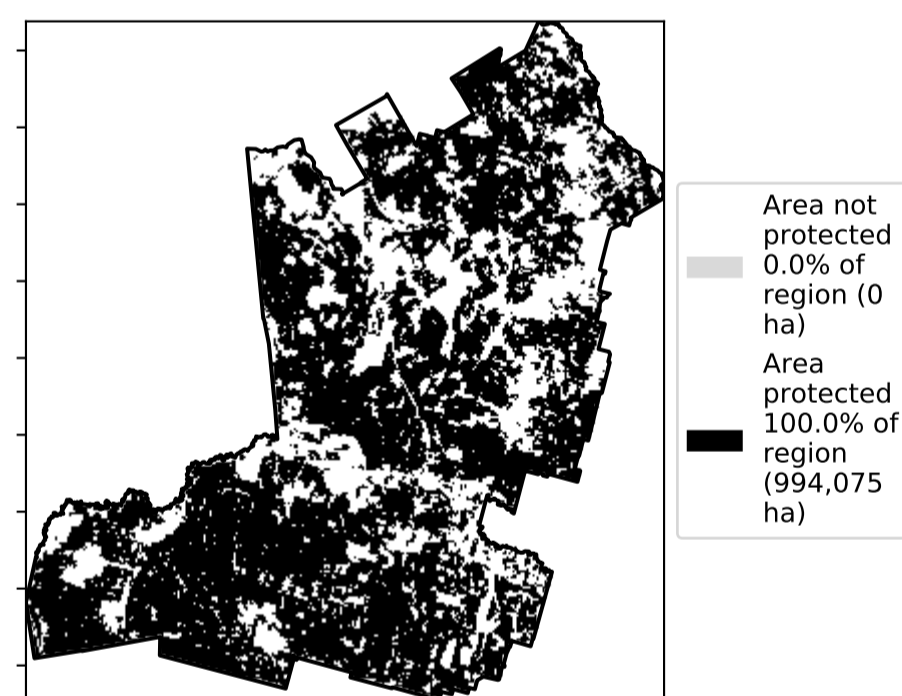 Area not
protected
0.0% of
region (0
ha)
Area
protected
100.0% of
region
(994,075
ha)